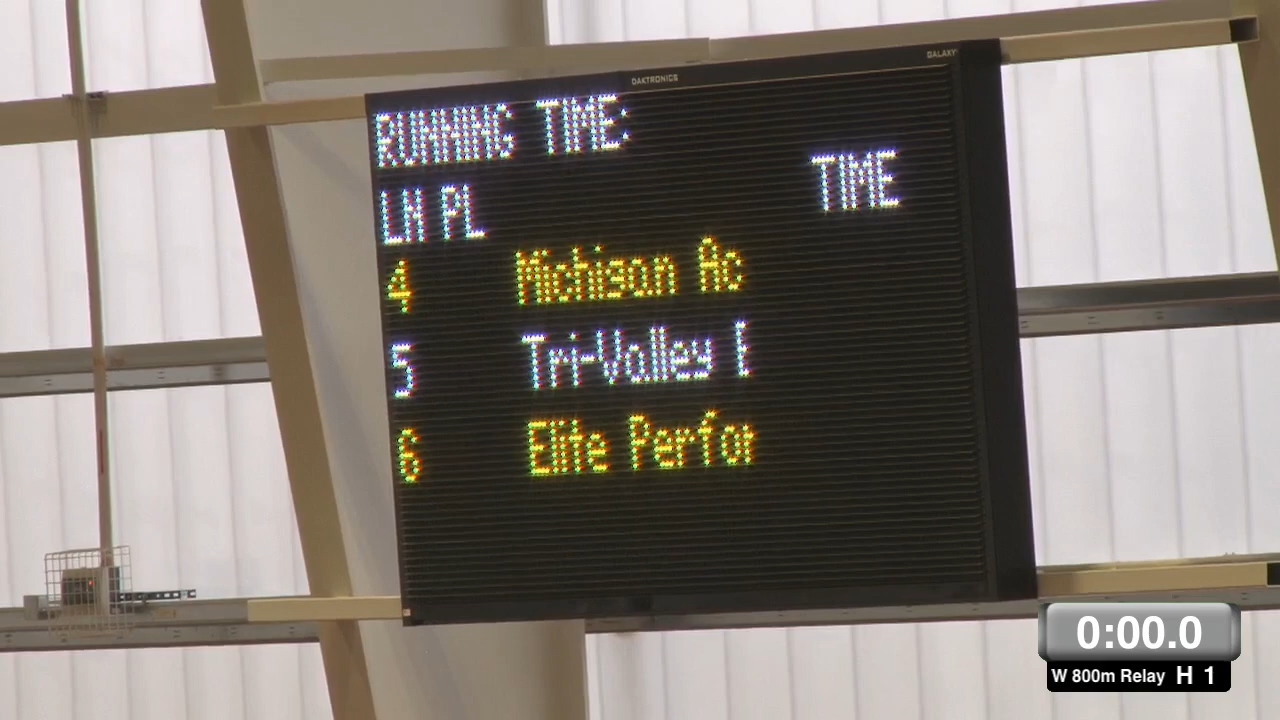 DAKTRONICS
GALAXY
RUNNING TIME:
LN PL TIME
4 Michigan Ac
5 Tri-Valley E
6 Elite Perfor
0:00.0
W 800m Relay H 1